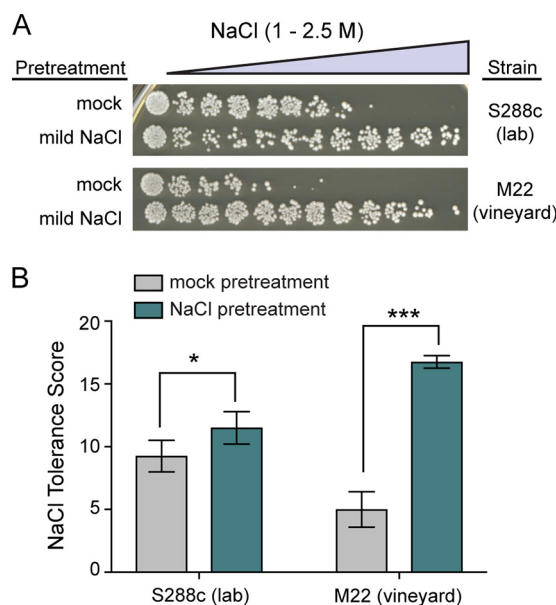 A
NaCl (1 - 2.5 M)
Pretreatment
Strain
mock
mild NaCl
S288c
(lab)
mock
mild NaCl
M22
(vineyard)
B
mock pretreatment
NaCl pretreatment
NaCl Tolerance Score
20
15
10
5
0
*
***
S288c (lab)
M22 (vineyard)